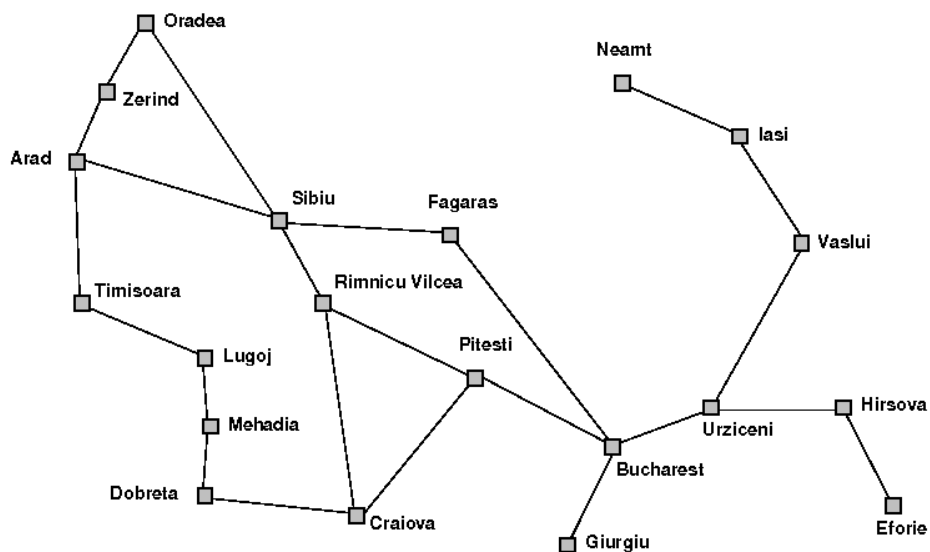 Oradea
Neamt
Zerind
Iasi
Arad
Sibiu
Fagaras
Vaslui
Rimnicu Vilcea
Timisoara
Pitesti
Lugoj
Hirsova
Mehadia
Urziceni
Bucharest
Dobreta
Craiova
Eforie
Giurgiu